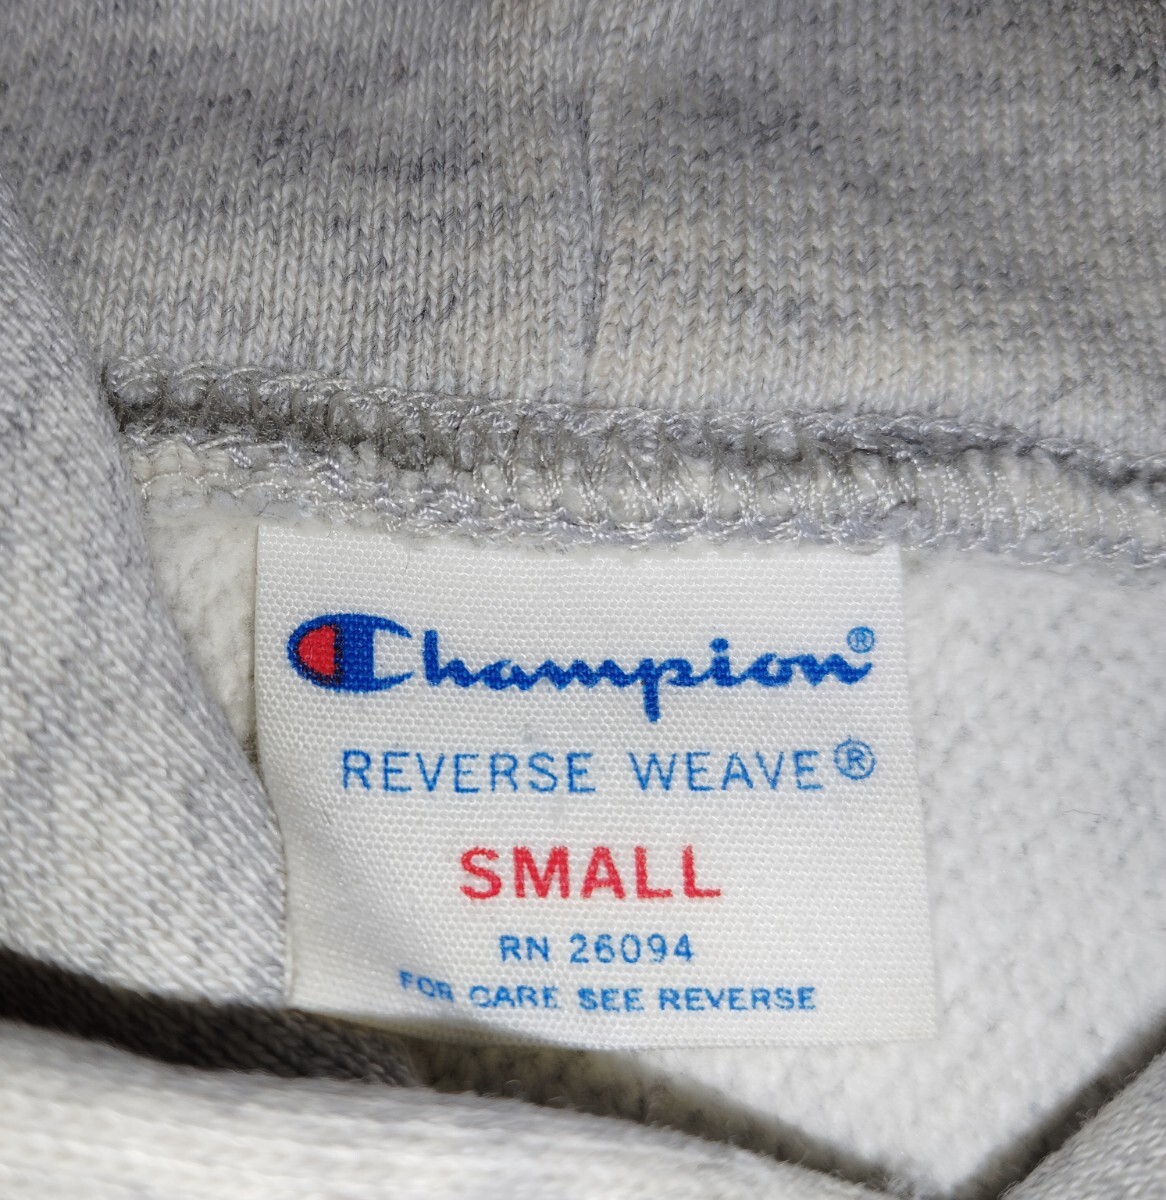 Champion®
REVERSE WEAVE®
SMALL
RN 26094
FOR CARE SEE REVERSE